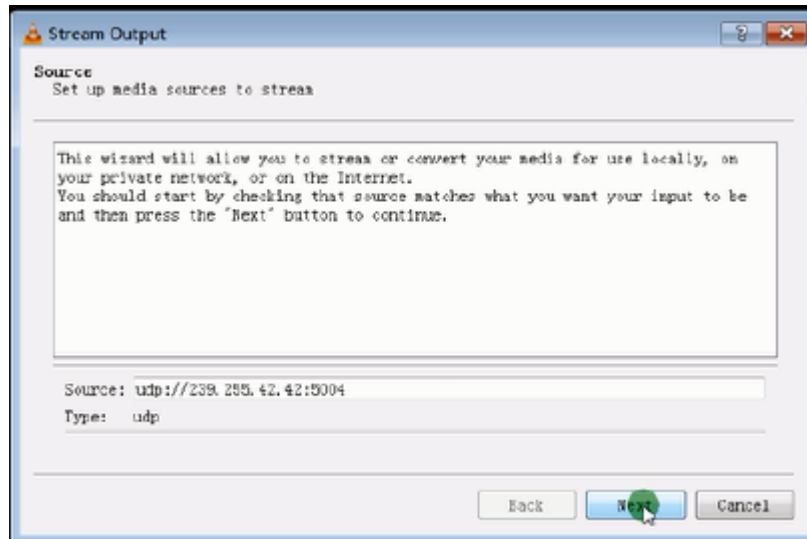 Stream Output
Source
Set up media sources to stream
This wizard will allow you to stream or convert your media for use locally, on
your private network, or on the Internet.
You should start by checking that source matches what you want your input to be
and then press the "Next" button to continue.
Source: udp://239.255.42.42:5004
Type: udp
Back Next Cancel